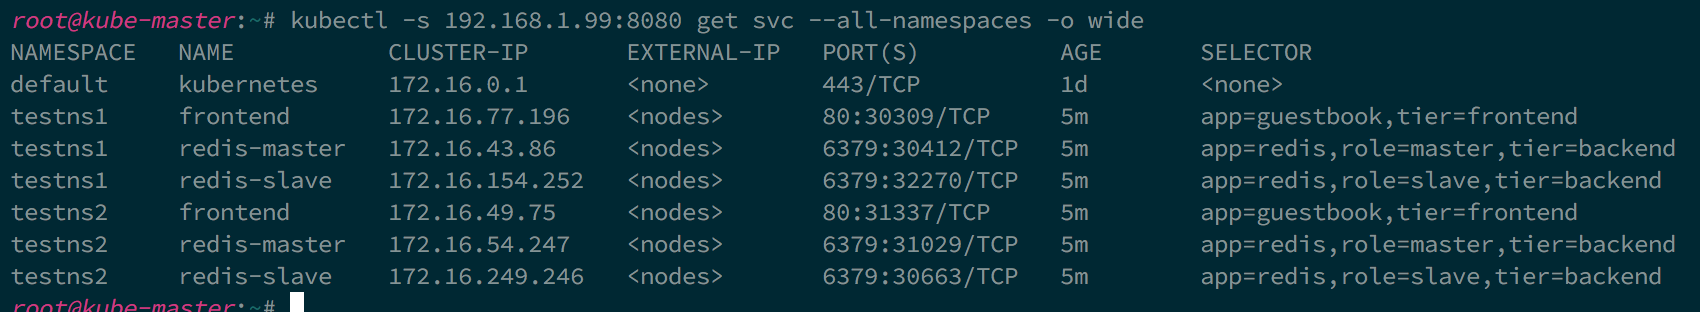 root@kube-master:~# kubectl -s 192.168.1.99:8080 get svc --all-namespaces -o wide
NAMESPACE   NAME           CLUSTER-IP       EXTERNAL-IP   PORT(S)          AGE       SELECTOR
default     kubernetes     172.16.0.1       <none>        443/TCP          1d        <none>
testns1     frontend       172.16.77.196    <nodes>       80:30309/TCP     5m        app=guestbook,tier=frontend
testns1     redis-master   172.16.43.86     <nodes>       6379:30412/TCP   5m        app=redis,role=master,tier=backend
testns1     redis-slave    172.16.154.252   <nodes>       6379:32270/TCP   5m        app=redis,role=slave,tier=backend
testns2     frontend       172.16.49.75     <nodes>       80:31337/TCP     5m        app=guestbook,tier=frontend
testns2     redis-master   172.16.54.247    <nodes>       6379:31029/TCP   5m        app=redis,role=master,tier=backend
testns2     redis-slave    172.16.249.246   <nodes>       6379:30663/TCP   5m        app=redis,role=slave,tier=backend
root@kube-master:~#